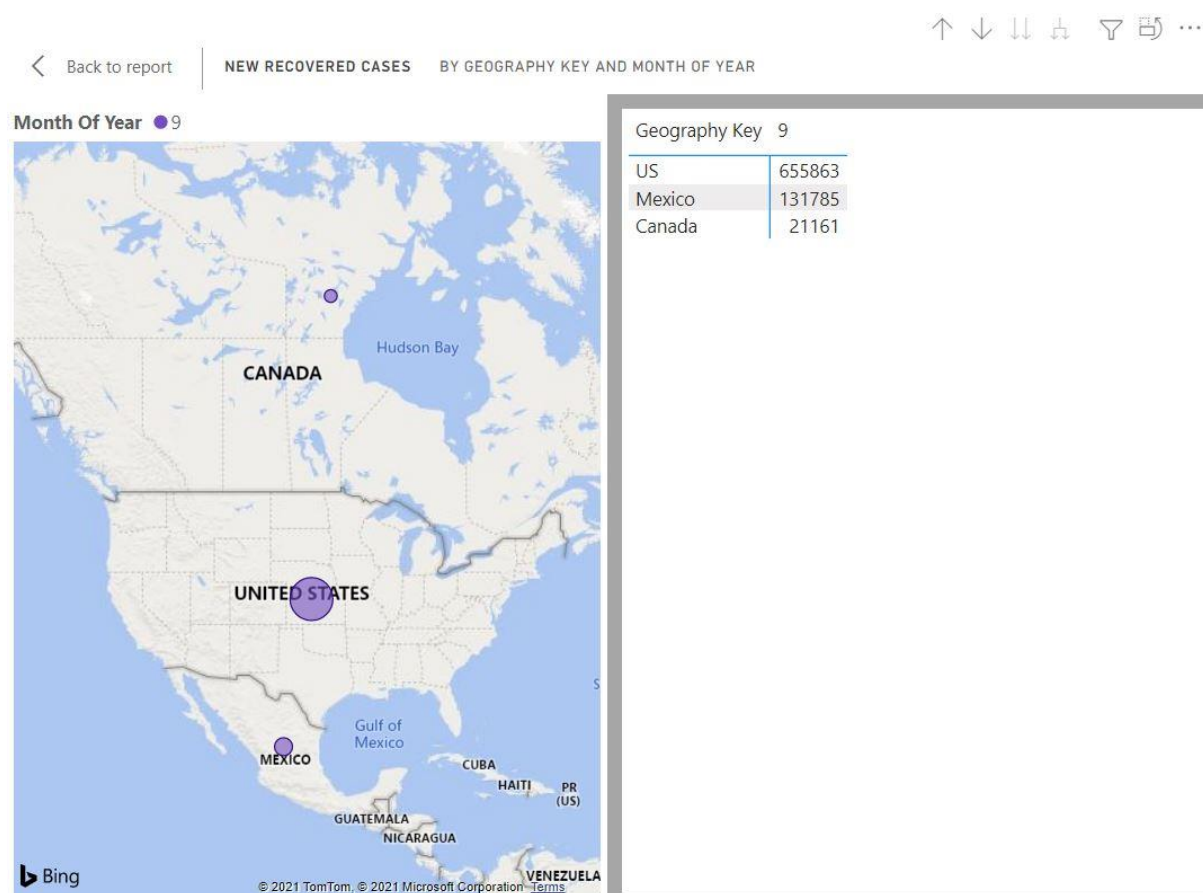 Back to report
NEW RECOVERED CASES BY GEOGRAPHY KEY AND MONTH OF YEAR
Month Of Year 9
Hudson Bay
CANADA
UNITED STATES
Gulf of
Mexico
MEXICO
CUBA
HAITI
PR
(US)
GUATEMALA
NICARAGUA
VENEZUELA
S
Bing
© 2021 TomTom, © 2021 Microsoft Corporation Terms
Geography Key 9
US 655863
Mexico 131785
Canada 21161